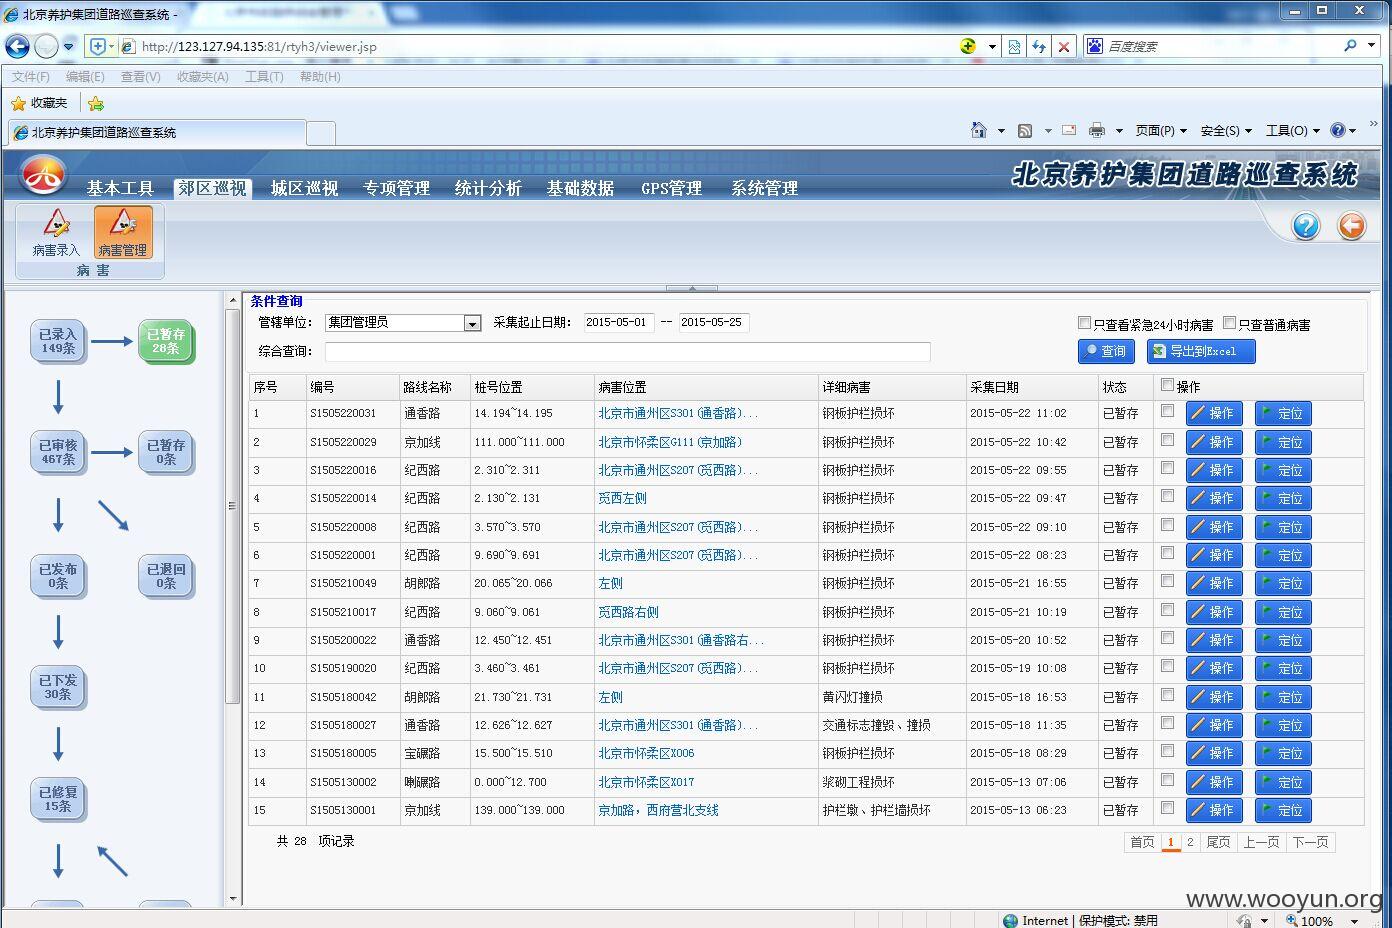 北京养护集团道路巡查系统 -
http://123.127.94.135:81/rtyh3/viewer.jsp
百度搜索
文件(F) 编辑(E) 查看(V) 收藏夹(A) 工具(T) 帮助(H)
收藏夹
北京养护集团道路巡查系统
页面(P) 安全(S) 工具(O)
基本工具 郊区巡视 城区巡视 专项管理 统计分析 基础数据 GPS管理 系统管理
北京养护集团道路巡查系统
病害录入 病害管理
病 害
已录入
149条
已暂存
28条
已审核
467条
已暂存
0条
已发布
0条
已退回
0条
已下发
30条
已修复
15条
条件查询
管辖单位: 集团管理员 采集起止日期: 2015-05-01 -- 2015-05-25 只查看紧急24小时病害 只查普通病害
综合查询: 查询 导出到Excel
序号 编号 路线名称 桩号位置 病害位置 详细病害 采集日期 状态 操作
1 S1505220031 通香路 14.194~14.195 北京市通州区S301(通香路)... 钢板护栏损坏 2015-05-22 11:02 已暂存 操作 定位
2 S1505220029 京加线 111.000~111.000 北京市怀柔区G111(京加路) 钢板护栏损坏 2015-05-22 10:42 已暂存 操作 定位
3 S1505220016 纪西路 2.310~2.311 北京市通州区S207(觅西路)... 钢板护栏损坏 2015-05-22 09:55 已暂存 操作 定位
4 S1505220014 纪西路 2.130~2.131 觅西左侧 钢板护栏损坏 2015-05-22 09:47 已暂存 操作 定位
5 S1505220008 纪西路 3.570~3.570 北京市通州区S207(觅西路)... 钢板护栏损坏 2015-05-22 09:10 已暂存 操作 定位
6 S1505220001 纪西路 9.690~9.691 北京市通州区S207(觅西路)... 钢板护栏损坏 2015-05-22 08:23 已暂存 操作 定位
7 S1505210049 胡郎路 20.065~20.066 左侧 钢板护栏损坏 2015-05-21 16:55 已暂存 操作 定位
8 S1505210017 纪西路 9.060~9.061 觅西路右侧 钢板护栏损坏 2015-05-21 10:19 已暂存 操作 定位
9 S1505200022 通香路 12.450~12.451 北京市通州区S301(通香路右... 钢板护栏损坏 2015-05-20 10:52 已暂存 操作 定位
10 S1505190020 纪西路 3.460~3.461 北京市通州区S207(觅西路)... 钢板护栏损坏 2015-05-19 10:08 已暂存 操作 定位
11 S1505180042 胡郎路 21.730~21.731 左侧 黄闪灯撞损 2015-05-18 16:53 已暂存 操作 定位
12 S1505180027 通香路 12.626~12.627 北京市通州区S301(通香路)... 交通标志撞毁、撞损 2015-05-18 11:35 已暂存 操作 定位
13 S1505180005 宝碾路 15.500~15.510 北京市怀柔区X006 钢板护栏损坏 2015-05-18 08:29 已暂存 操作 定位
14 S1505130002 喇碾路 0.000~12.700 北京市怀柔区X017 浆砌工程损坏 2015-05-13 07:06 已暂存 操作 定位
15 S1505130001 京加线 139.000~139.000 京加路，西府营北支线 护栏墩、护栏墙损坏 2015-05-13 06:23 已暂存 操作 定位
共 28 项记录
首页 1 2 尾页 上一页 下一页
www.wooyun.org
Internet | 保护模式: 禁用 100%